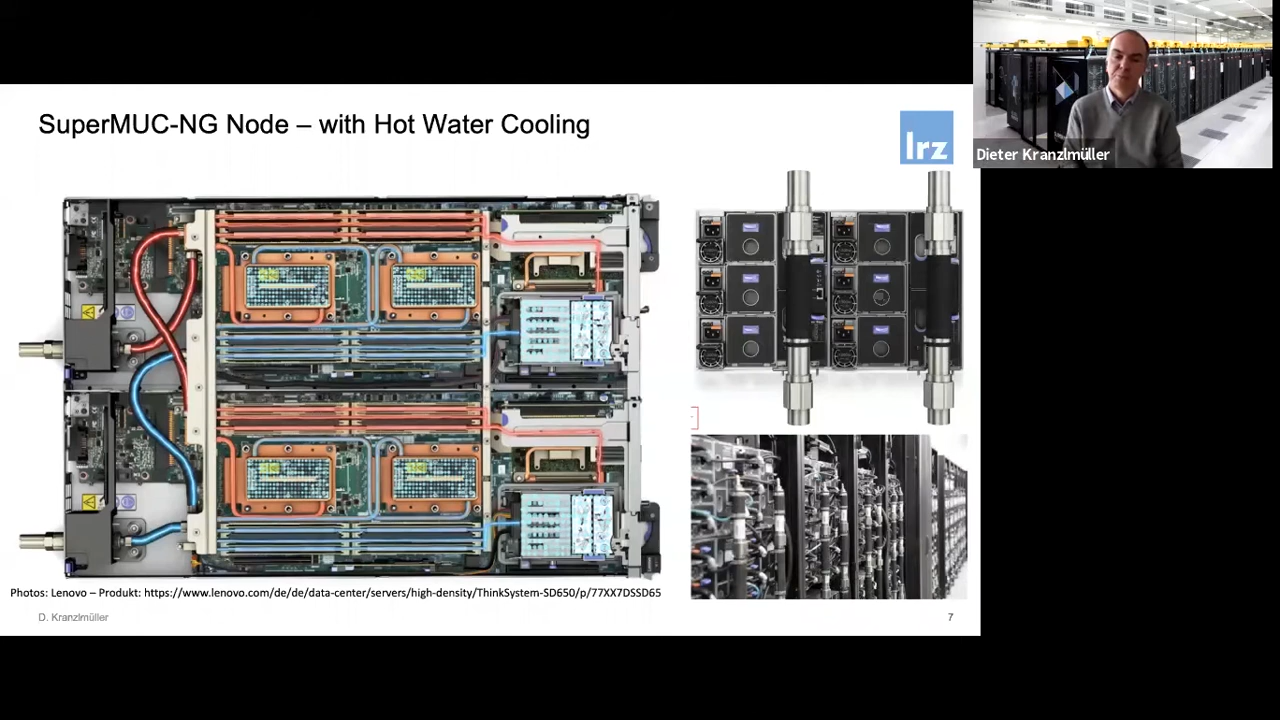 SuperMUC-NG Node – with Hot Water Cooling
lrz
Dieter Kranzlmüller
Photos: Lenovo – Produkt: https://www.lenovo.com/de/de/data-center/servers/high-density/ThinkSystem-SD650/p/77XX7DSSD65
D. Kranzlmüller
7